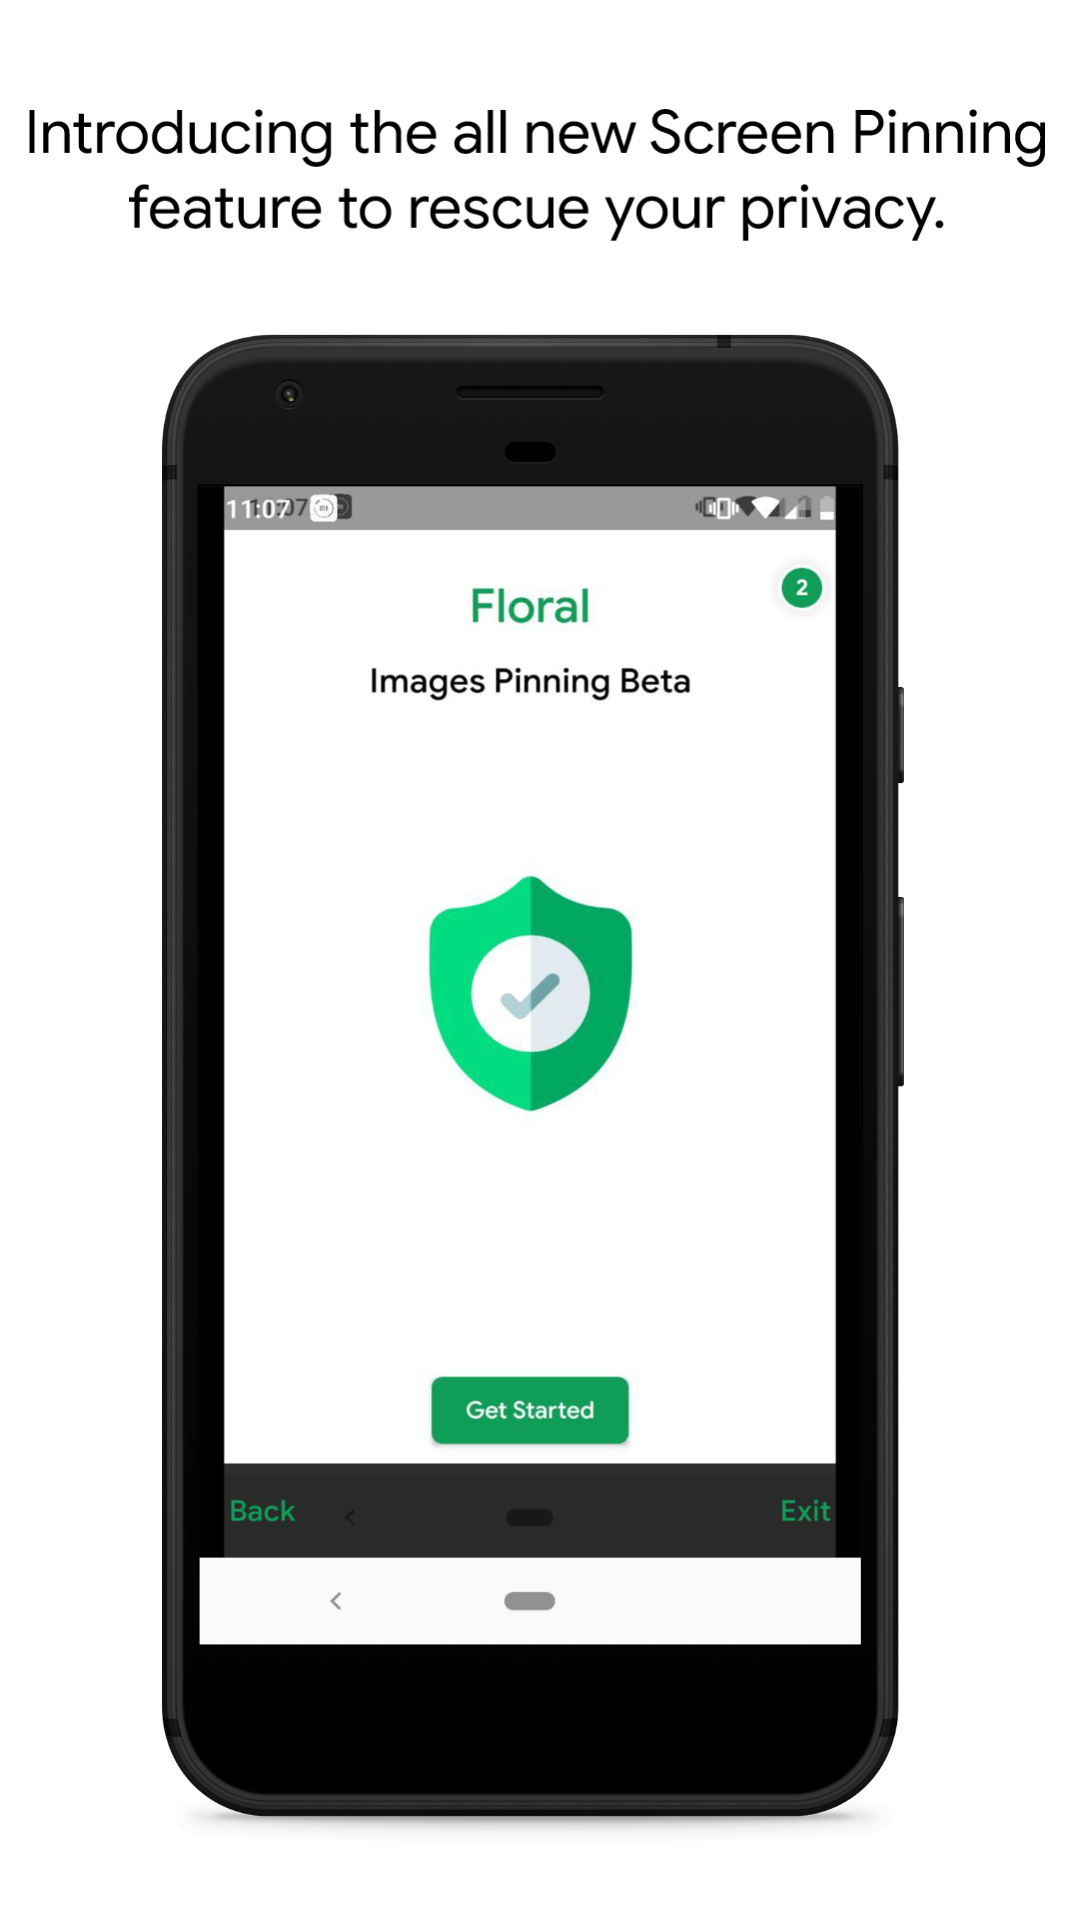 Introducing the all new Screen Pinning
feature to rescue your privacy.
11:07
2
Floral
Images Pinning Beta
Get Started
Back
Exit